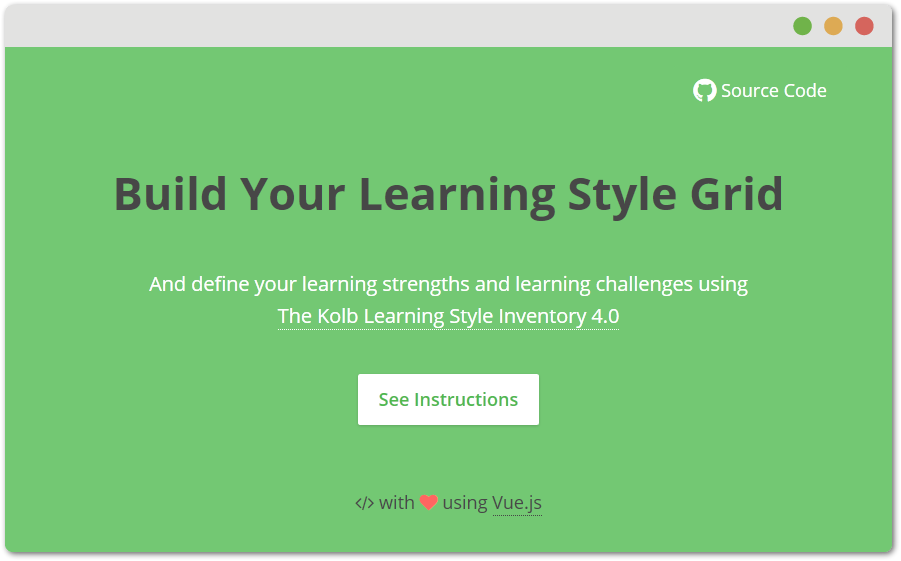 Source Code
Build Your Learning Style Grid
And define your learning strengths and learning challenges using
The Kolb Learning Style Inventory 4.0
See Instructions
</> with ❤ using Vue.js